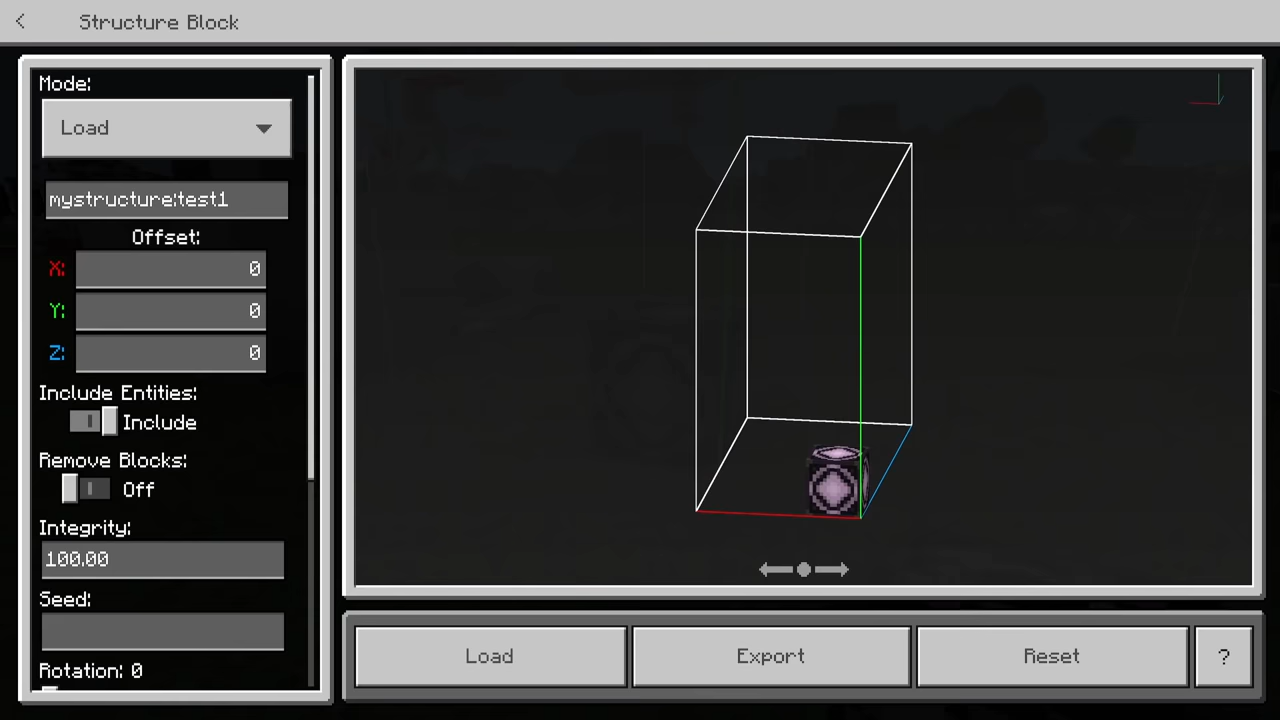 Structure Block
Mode:
Load
mystructure:test1
Offset:
X: 0
Y: 0
Z: 0
Include Entities:
Include
Remove Blocks:
Off
Integrity:
100.00
Seed:
Rotation: 0
Load
Export
Reset
?